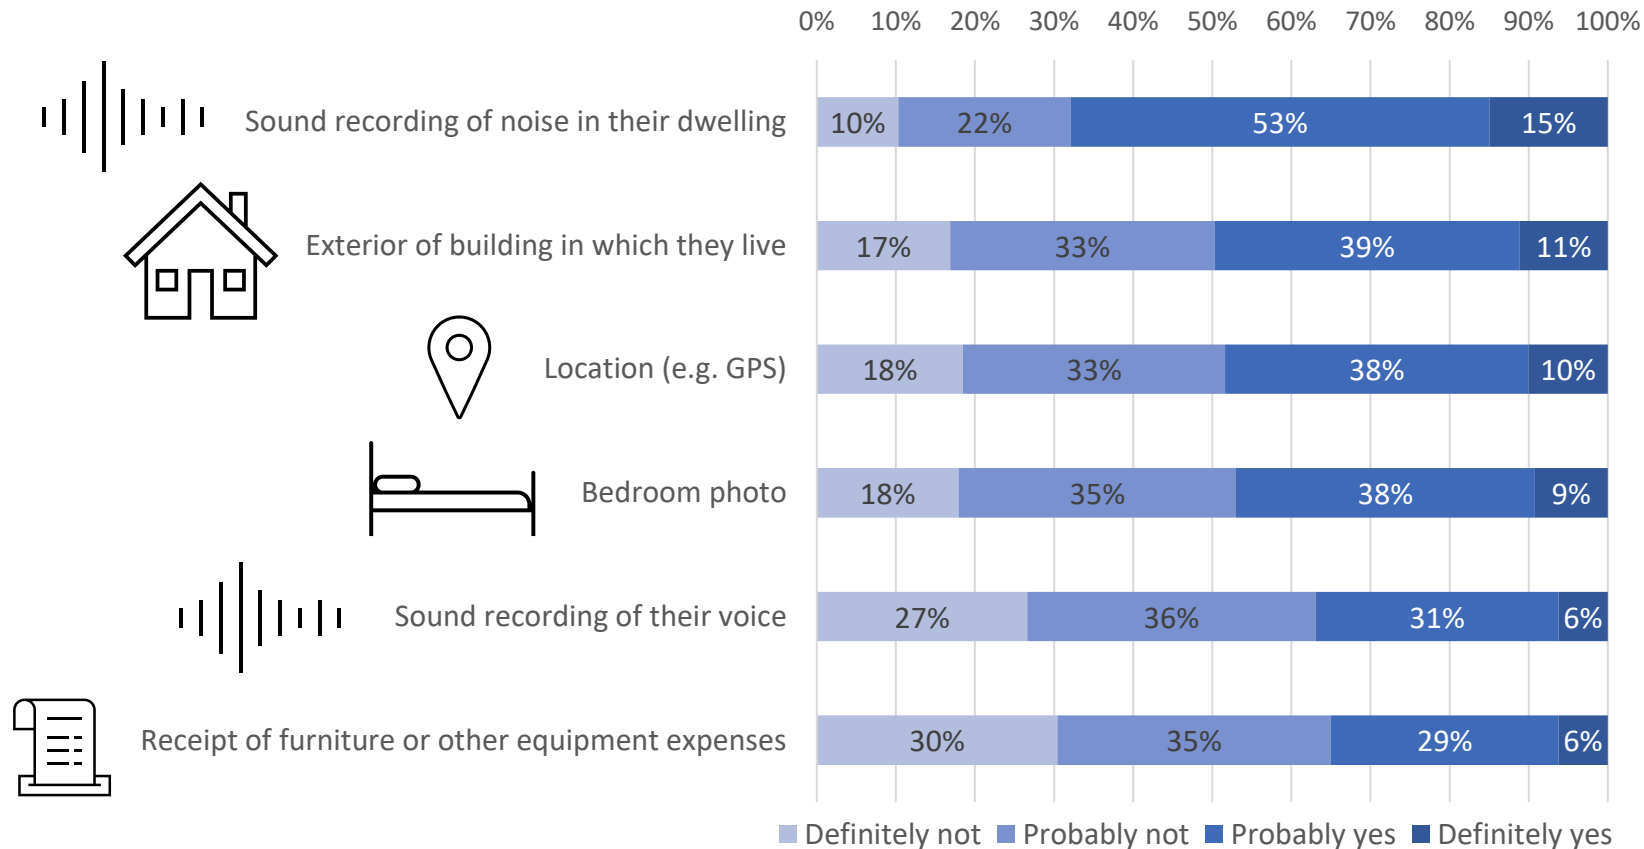 0% 10% 20% 30% 40% 50% 60% 70% 80% 90% 100%
Sound recording of noise in their dwelling 10% 22% 53% 15%
Exterior of building in which they live 17% 33% 39% 11%
Location (e.g. GPS) 18% 33% 38% 10%
Bedroom photo 18% 35% 38% 9%
Sound recording of their voice 27% 36% 31% 6%
Receipt of furniture or other equipment expenses 30% 35% 29% 6%
Definitely not Probably not Probably yes Definitely yes